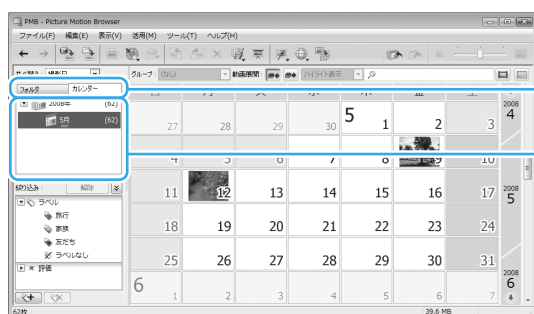 PMB - Picture Motion Browser
ファイル(F) 編集(E) 表示(V) 活用(M) ツール(T) ヘルプ(H)
グループ: (なし) 動画展開: ハイライト表示
フォルダ カレンダー
2008年 (62)
5月 (62)
27 28 29 30 5 1 2 3
2008
4
4 5 6 7 8 9 10
絞り込み: 解除
11 12 13 14 15 16 17
2008
5
ラベル
旅行
18 19 20 21 22 23 24
家族
友だち
ラベルなし
25 26 27 28 29 30 31
評価
2008
6
6 1 2 3 4 5 6 7
62枚
39.6 MB